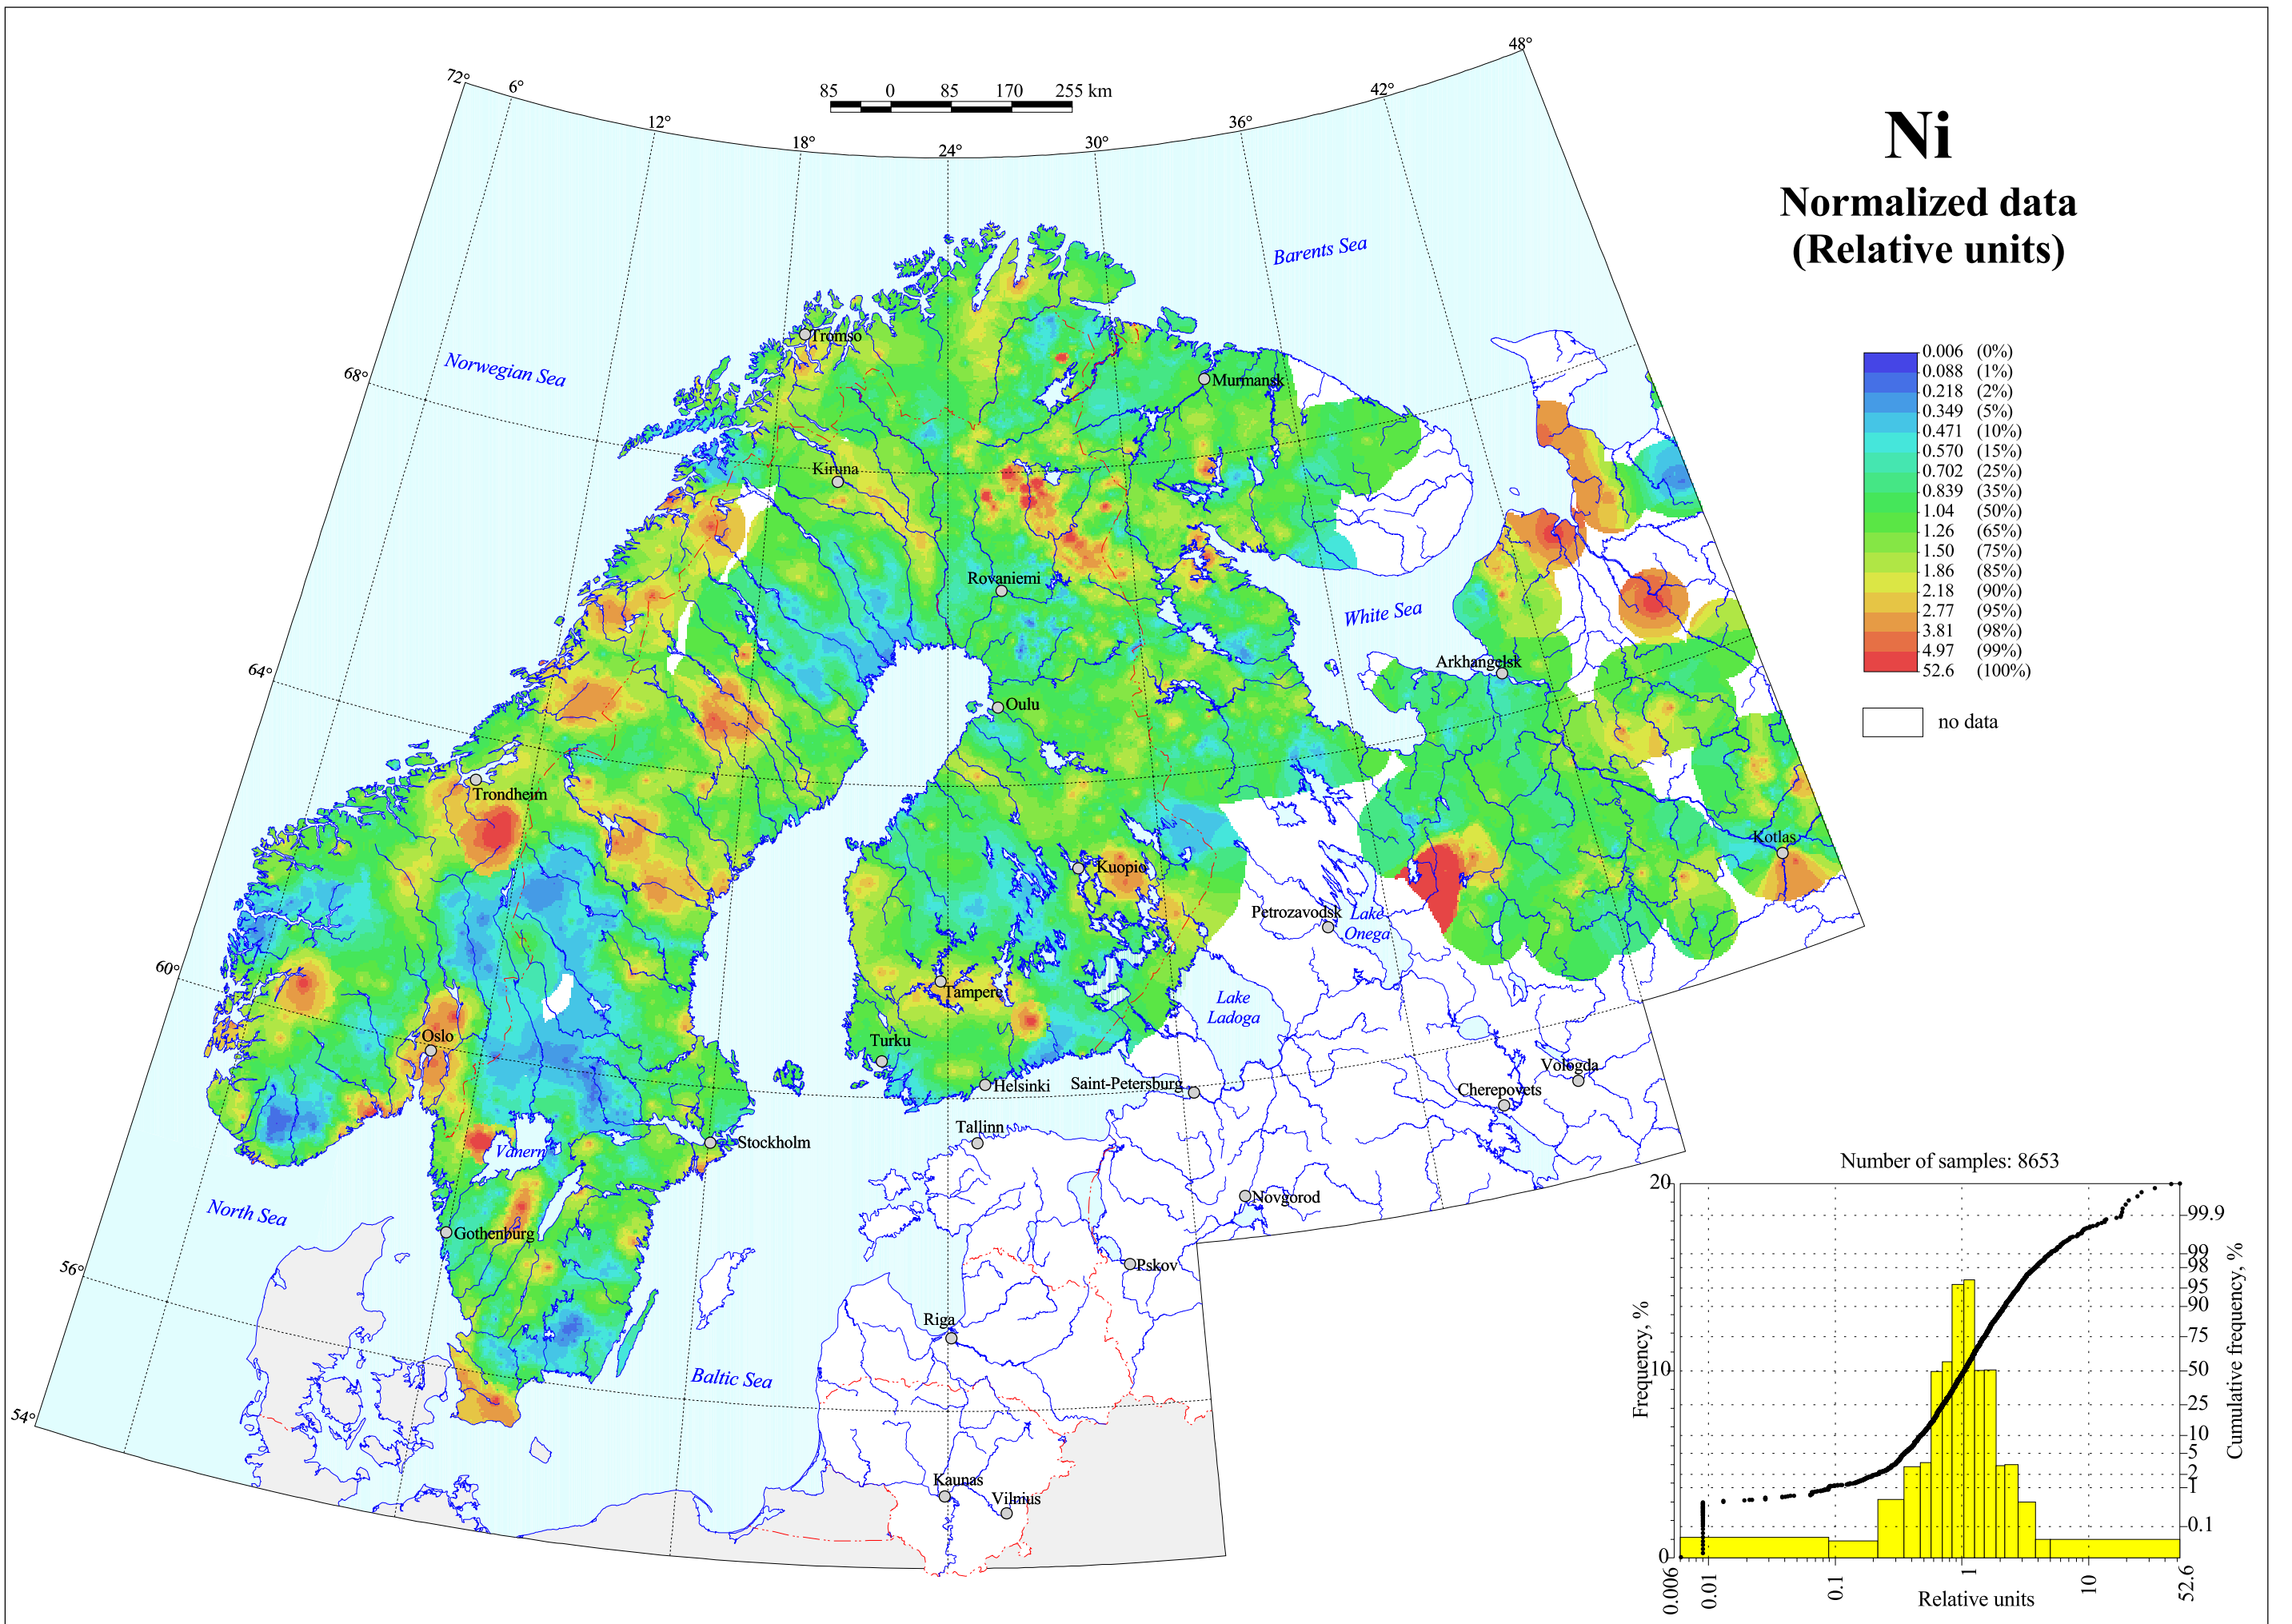 48°
72°
6°
42°
85 0 85 170 255 km
36°
12°
18°
30°
24°
Ni
Normalized data
(Relative units)
Barents Sea
Tromso
Norwegian Sea
68°
Murmansk
0.006 (0%)
0.088 (1%)
0.218 (2%)
0.349 (5%)
0.471 (10%)
0.570 (15%)
0.702 (25%)
0.839 (35%)
1.04 (50%)
1.26 (65%)
1.50 (75%)
1.86 (85%)
2.18 (90%)
2.77 (95%)
3.81 (98%)
4.97 (99%)
52.6 (100%)
no data
Kiruna
Rovaniemi
White Sea
Arkhangelsk
64°
Oulu
Trondheim
Kotlas
Kuopio
Petrozavodsk
Lake
Onega
60°
Tampere
Lake
Ladoga
Oslo
Turku
Vologda
Helsinki
Saint-Petersburg
Cherepovets
Tallinn
Stockholm
Vanern
Novgorod
North Sea
Gothenburg
56°
Pskov
Riga
Baltic Sea
54°
Kaunas
Vilnius
Number of samples: 8653
20
10
0
Frequency, %
99.9
99
98
95
90
75
50
25
10
5
2
1
0.1
Cumulative frequency, %
0.006 0.01 0.1 1 10 52.6
Relative units